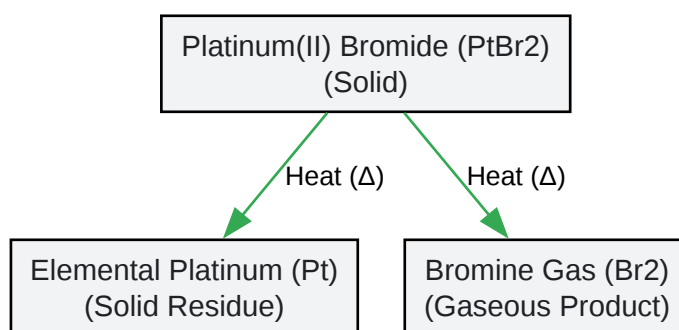 Platinum(II) Bromide (PtBr2)
(Solid)
Heat (Δ)
Heat (Δ)
Elemental Platinum (Pt)
(Solid Residue)
Bromine Gas (Br2)
(Gaseous Product)